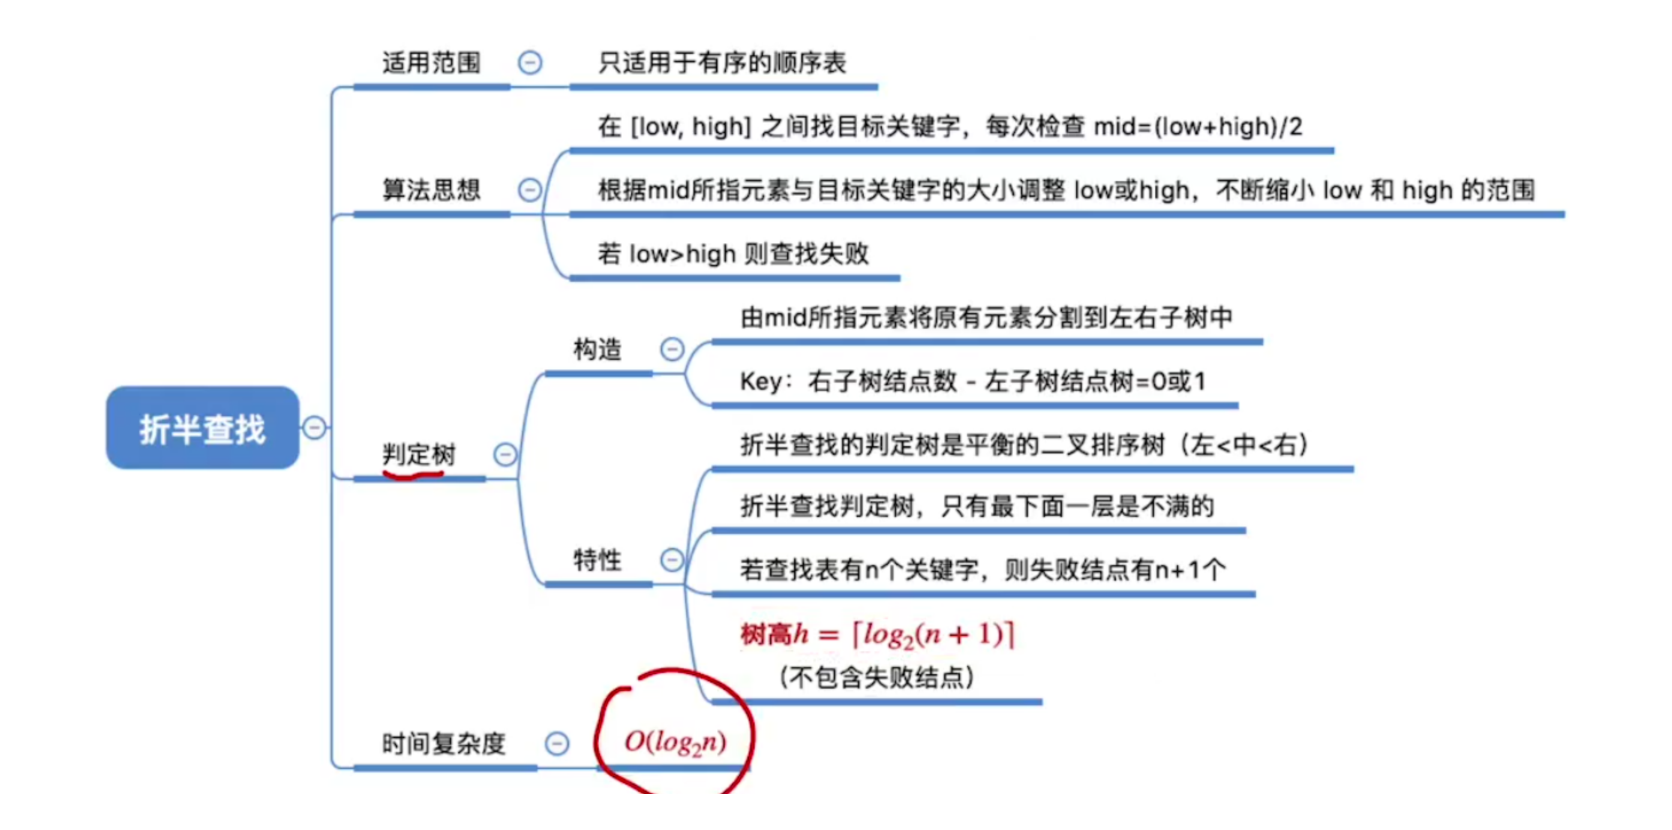 适用范围
只适用于有序的顺序表
在 [low, high] 之间找目标关键字，每次检查 mid=(low+high)/2
算法思想
根据mid所指元素与目标关键字的大小调整 low或high，不断缩小 low 和 high 的范围
若 low>high 则查找失败
由mid所指元素将原有元素分割到左右子树中
构造
Key：右子树结点数 - 左子树结点树=0或1
折半查找
判定树
折半查找的判定树是平衡的二叉排序树（左<中<右）
折半查找判定树，只有最下面一层是不满的
特性
若查找表有n个关键字，则失败结点有n+1个
树高h = ⌈log₂(n + 1)⌉
（不包含失败结点）
时间复杂度
O(log₂n)